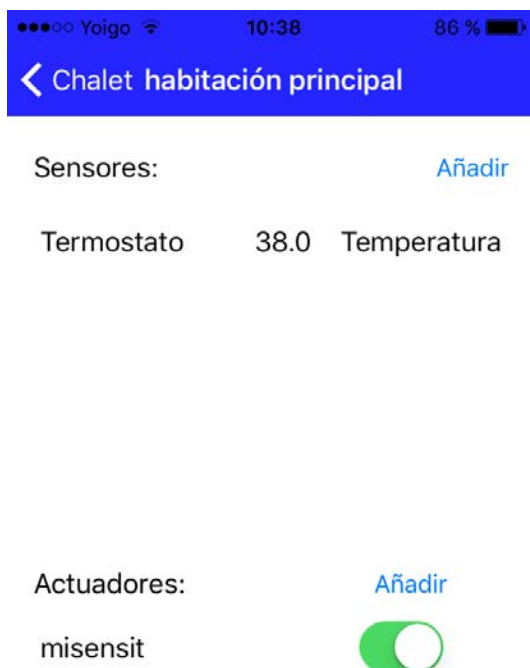 Yoigo 10:38 86 %
Chalet habitación principal
Sensores: Añadir
Termostato 38.0 Temperatura
Actuadores: Añadir
misensit